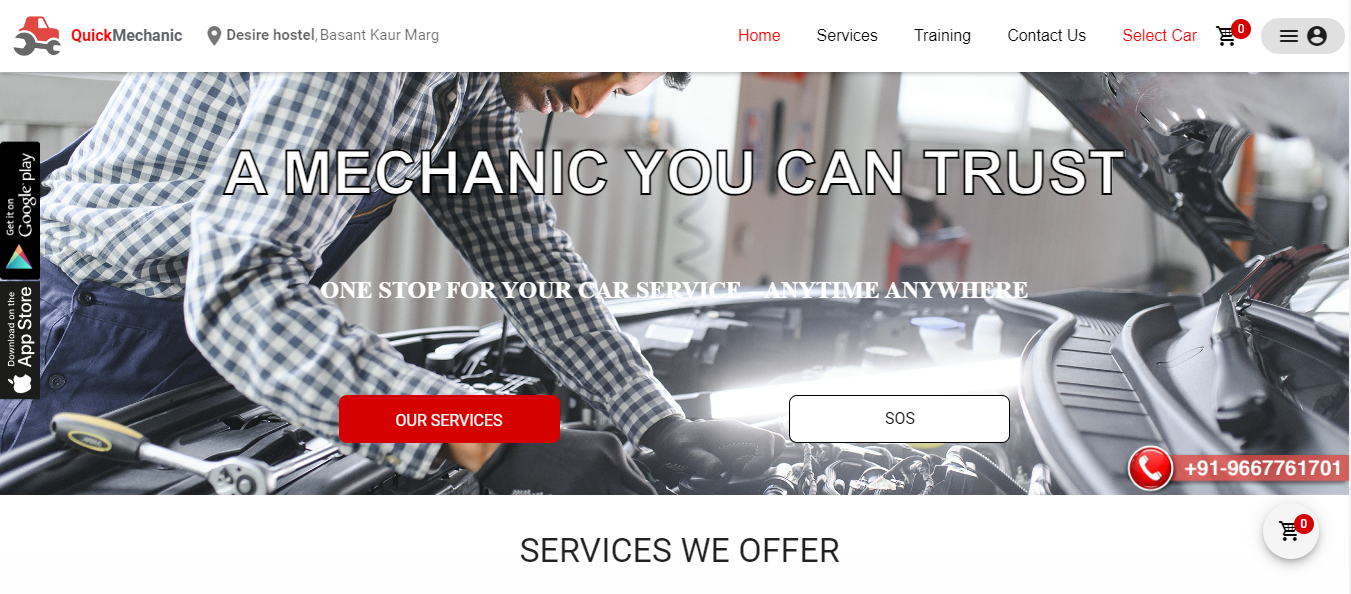 QuickMechanic
Desire hostel, Basant Kaur Marg
Home
Services
Training
Contact Us
Select Car
0
A MECHANIC YOU CAN TRUST
Get it on
Google play
Download on the
App Store
ONE STOP FOR YOUR CAR SERVICE ANYTIME ANYWHERE
OUR SERVICES
SOS
+91-9667761701
0
SERVICES WE OFFER